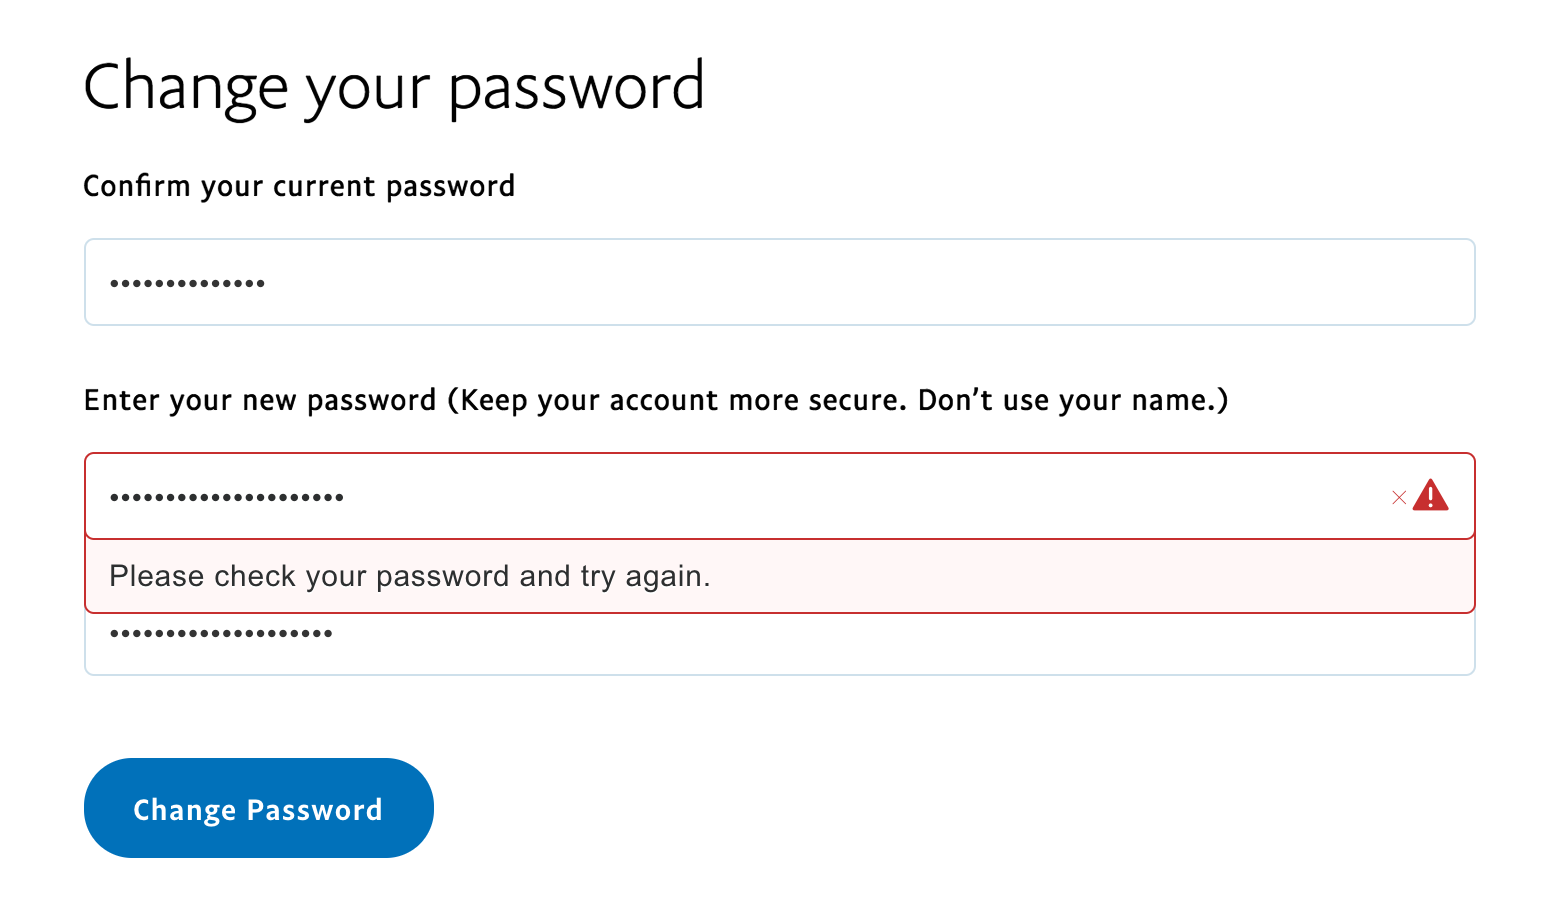 Change your password
Confirm your current password
••••••••••••••
Enter your new password (Keep your account more secure. Don’t use your name.)
•••••••••••••••••••••
Please check your password and try again.
••••••••••••••••••••
Change Password